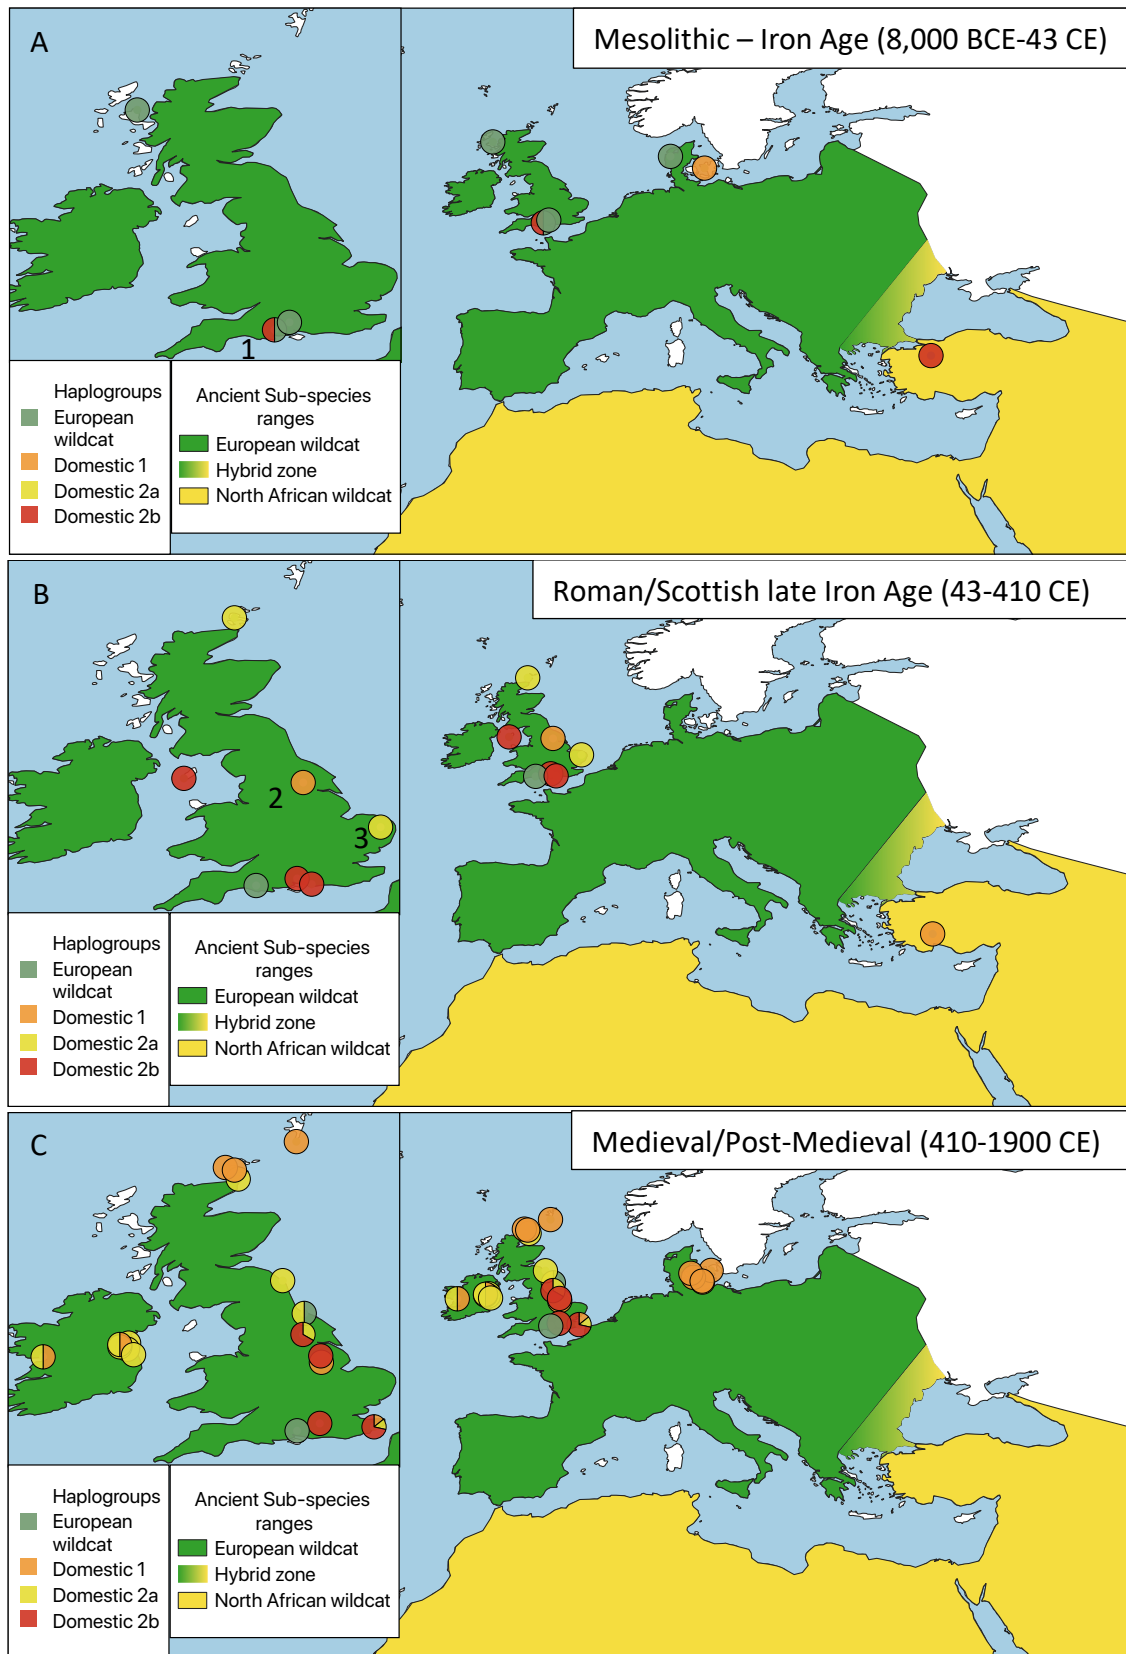 A
Mesolithic – Iron Age (8,000 BCE-43 CE)
1
Haplogroups
European
wildcat
Domestic 1
Domestic 2a
Domestic 2b
Ancient Sub-species
ranges
European wildcat
Hybrid zone
North African wildcat
B
Roman/Scottish late Iron Age (43-410 CE)
2
3
Haplogroups
European
wildcat
Domestic 1
Domestic 2a
Domestic 2b
Ancient Sub-species
ranges
European wildcat
Hybrid zone
North African wildcat
C
Medieval/Post-Medieval (410-1900 CE)
Haplogroups
European
wildcat
Domestic 1
Domestic 2a
Domestic 2b
Ancient Sub-species
ranges
European wildcat
Hybrid zone
North African wildcat